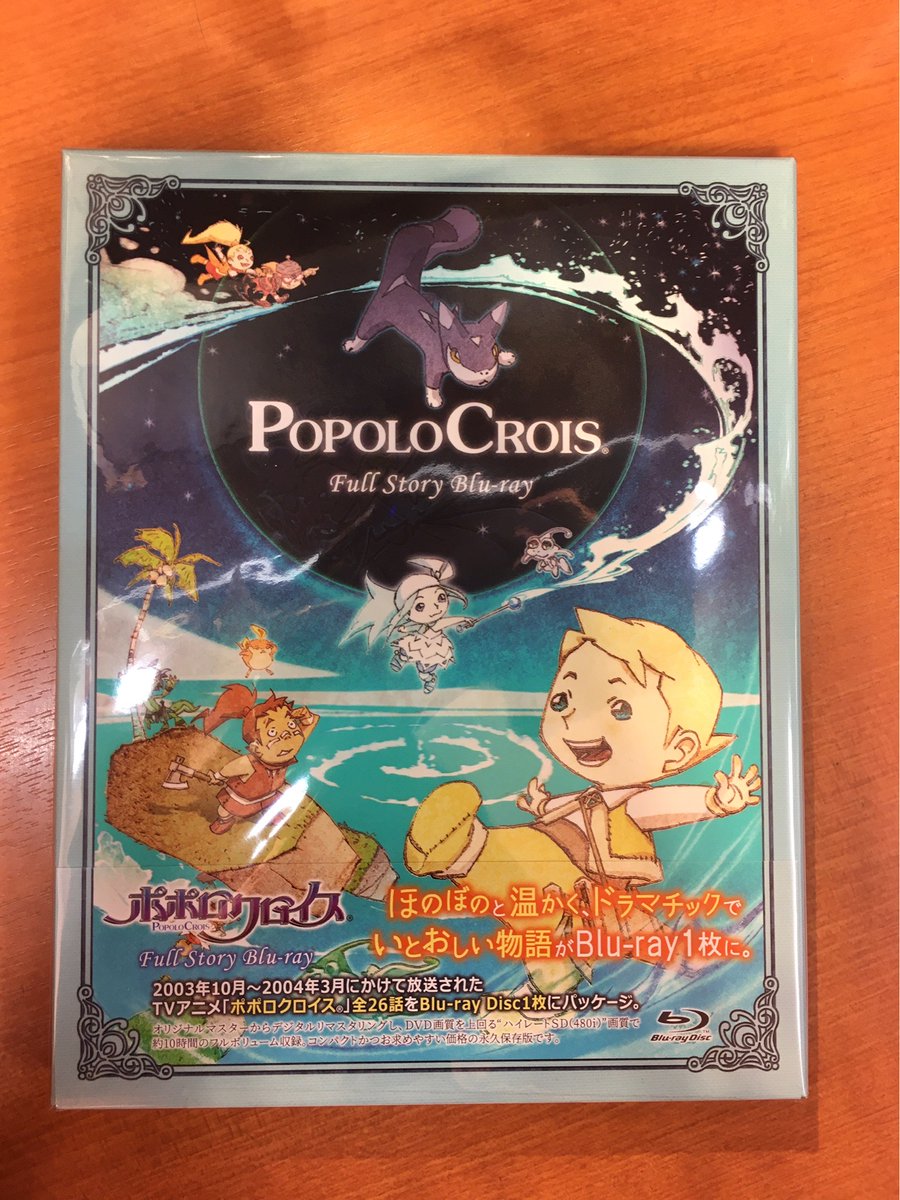 POPOLOCROIS®
Full Story Blu-ray
ポポロクロイス®
POPOLO CROIS
Full Story Blu-ray
ほのぼのと温かく、ドラマチックで
いとおしい物語がBlu-ray1枚に。
2003年10月〜2004年3月にかけて放送された
TVアニメ「ポポロクロイス。」全26話をBlu-ray Disc1枚にパッケージ。
オリジナルマスターからデジタルリマスタリングし、DVD画質を上回る“ハイレートSD(480i)”画質で
約10時間のフルボリューム収録。コンパクトかつお求めやすい価格の永久保存版です。
Blu-ray Disc™